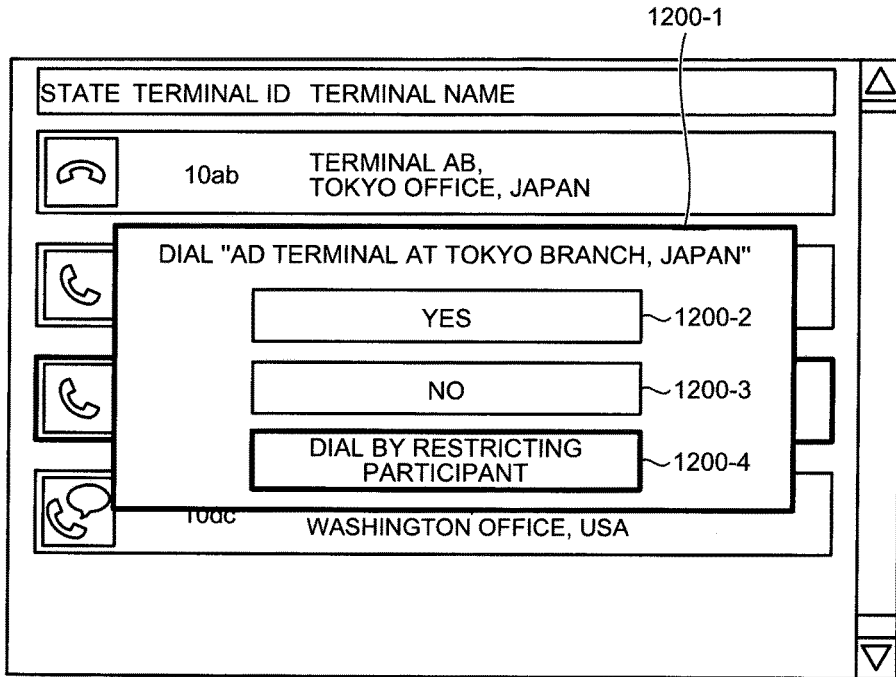 1200-1
STATE TERMINAL ID TERMINAL NAME
10ab
TERMINAL AB,
TOKYO OFFICE, JAPAN
DIAL "AD TERMINAL AT TOKYO BRANCH, JAPAN"
YES
1200-2
NO
1200-3
DIAL BY RESTRICTING
PARTICIPANT
1200-4
10dc
WASHINGTON OFFICE, USA